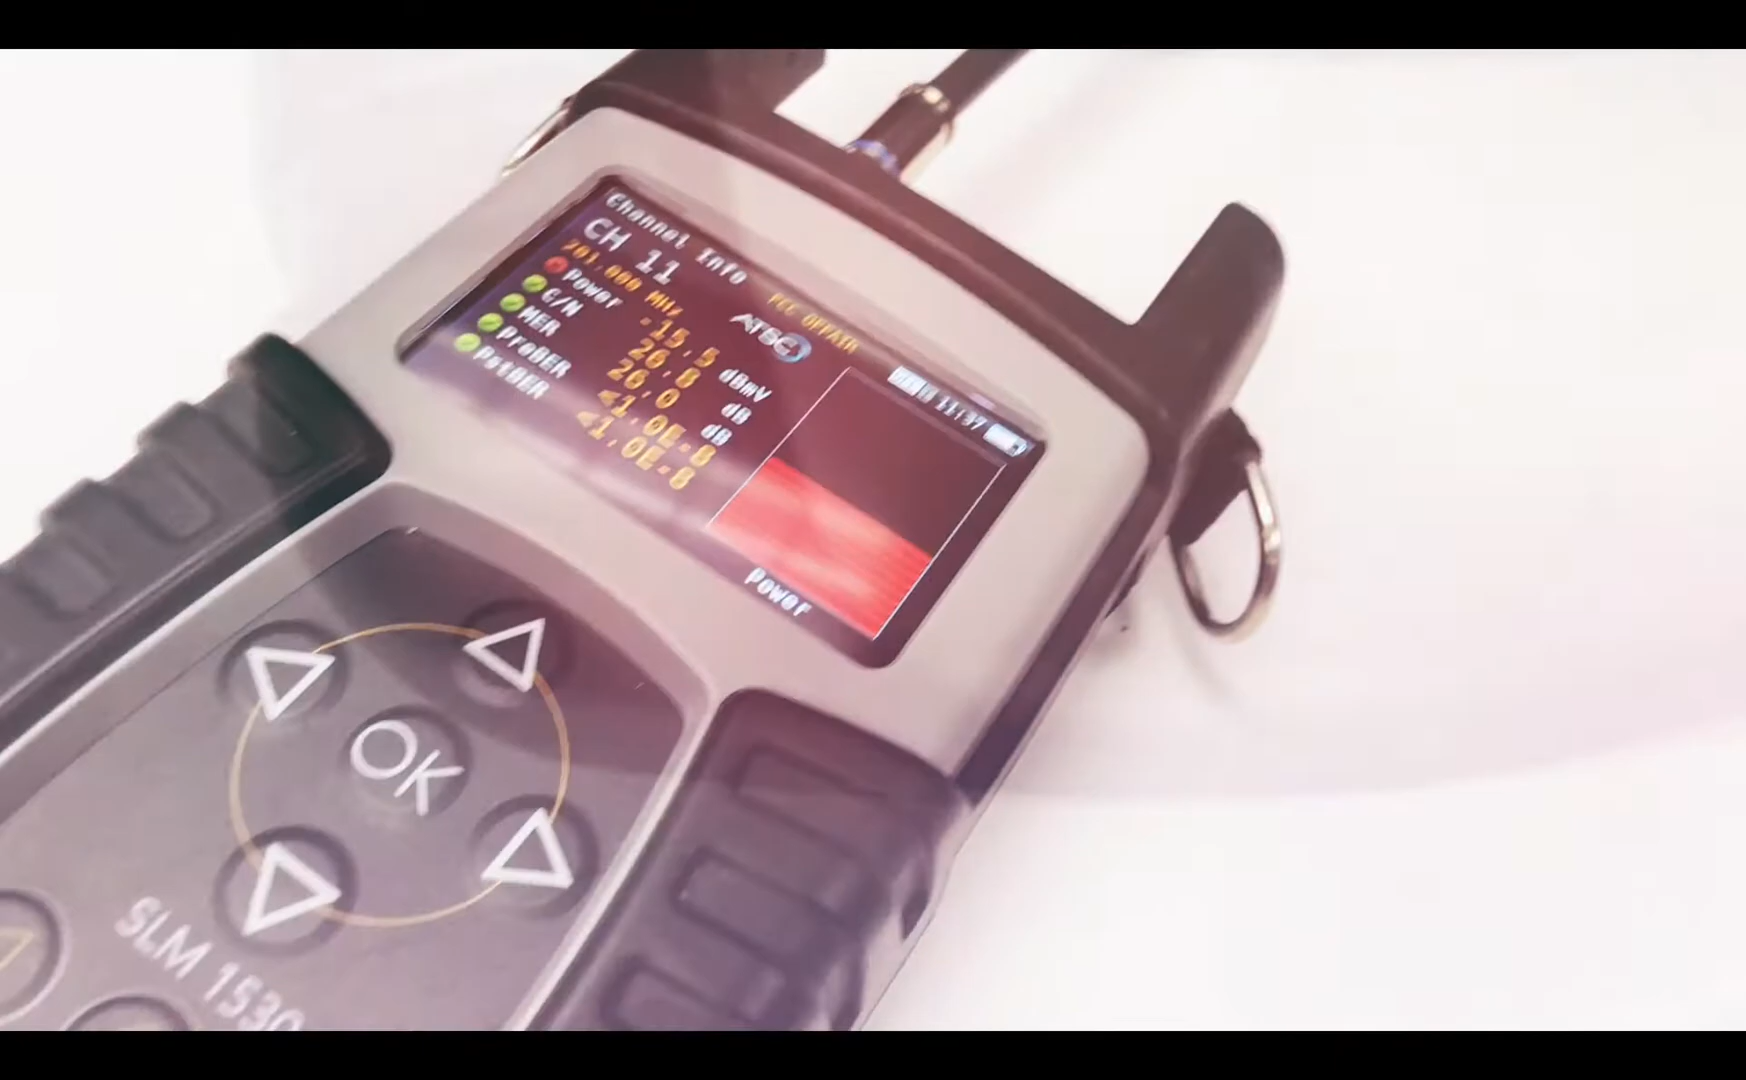 Channel Info
CH 11
201.000 MHz
FCC OFFAIR
ATSC
11:37
Power -15.5 dBmV
C/N 26.8 dB
MER 26.0 dB
PreBER <1.0E-8
PstBER <1.0E-8
Power
OK
SLM 1530